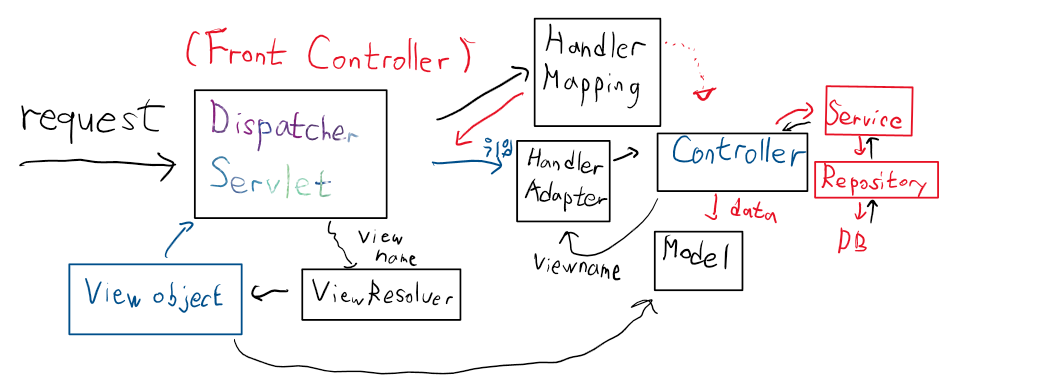 (Front Controller)
request
Dispatcher
Servlet
Handler
Mapping
위임
Handler
Adapter
Controller
Service
Repository
DB
data
Model
viewname
view
name
ViewResolver
View object